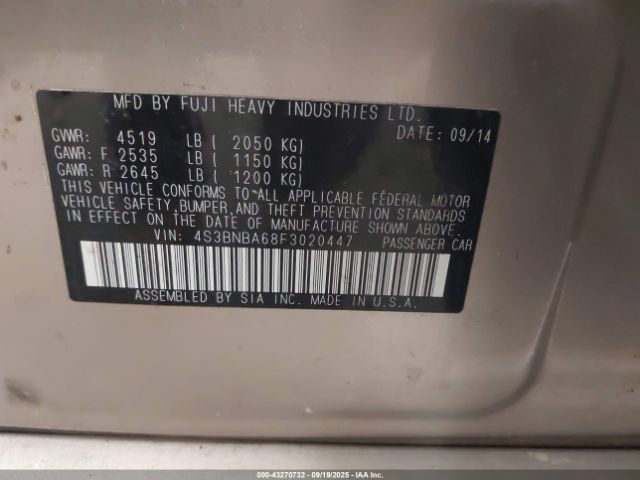 MFD BY FUJI HEAVY INDUSTRIES LTD.
DATE: 09/14
GVWR: 4519 LB ( 2050 KG)
GAWR: F 2535 LB ( 1150 KG)
GAWR: R 2645 LB ( 1200 KG)
THIS VEHICLE CONFORMS TO ALL APPLICABLE FEDERAL MOTOR
VEHICLE SAFETY, BUMPER, AND THEFT PREVENTION STANDARDS
IN EFFECT ON THE DATE OF MANUFACTURE SHOWN ABOVE.
VIN: 4S3BNBA68F3020447 PASSENGER CAR
ASSEMBLED BY SIA INC. MADE IN U.S.A.
000-43270732 - 09/19/2025 - IAA Inc.